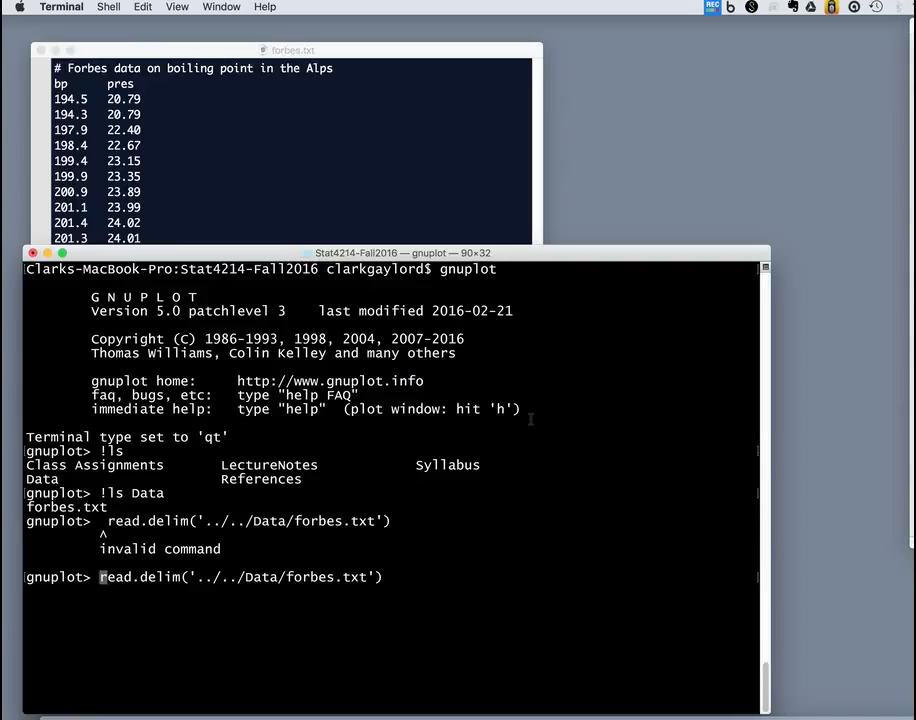 Terminal Shell Edit View Window Help REC
forbes.txt
# Forbes data on boiling point in the Alps
bp pres
194.5 20.79
194.3 20.79
197.9 22.40
198.4 22.67
199.4 23.15
199.9 23.35
200.9 23.89
201.1 23.99
201.4 24.02
201.3 24.01
Stat4214-Fall2016 — gnuplot — 90×32
Clarks-MacBook-Pro:Stat4214-Fall2016 clarkgaylord$ gnuplot
G N U P L O T
Version 5.0 patchlevel 3 last modified 2016-02-21
Copyright (C) 1986-1993, 1998, 2004, 2007-2016
Thomas Williams, Colin Kelley and many others
gnuplot home: http://www.gnuplot.info
faq, bugs, etc: type "help FAQ"
immediate help: type "help" (plot window: hit 'h')
Terminal type set to 'qt'
gnuplot> !ls
Class Assignments LectureNotes Syllabus
Data References
gnuplot> !ls Data
forbes.txt
gnuplot> read.delim('../../Data/forbes.txt')
^
invalid command
gnuplot> read.delim('../../Data/forbes.txt')